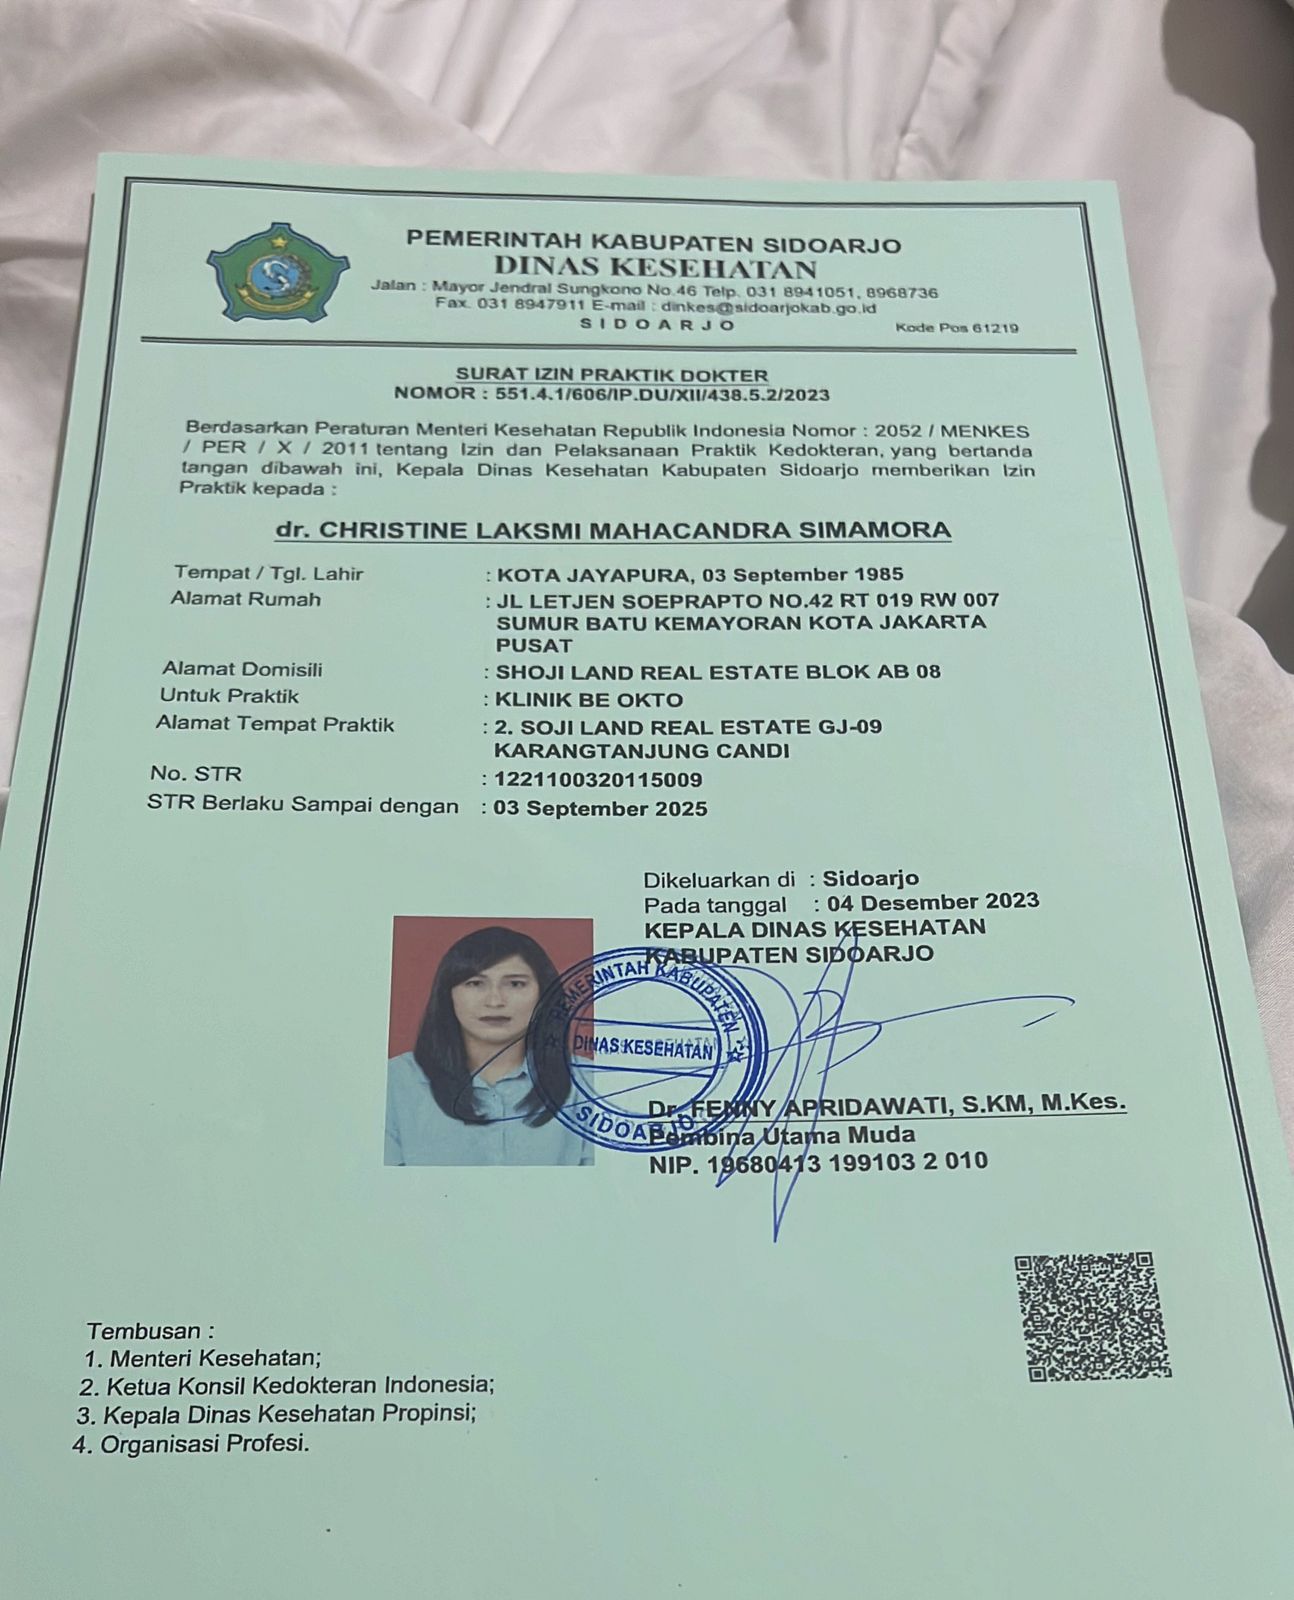 PEMERINTAH KABUPATEN SIDOARJO
DINAS KESEHATAN
Jalan : Mayor Jendral Sungkono No.46 Telp. 031 8941051, 8968736
Fax. 031 8947911 E-mail : dinkes@sidoarjokab.go.id
SIDOARJO Kode Pos 61219
SURAT IZIN PRAKTIK DOKTER
NOMOR : 551.4.1/606/IP.DU/XII/438.5.2/2023
Berdasarkan Peraturan Menteri Kesehatan Republik Indonesia Nomor : 2052 / MENKES
/ PER / X / 2011 tentang Izin dan Pelaksanaan Praktik Kedokteran, yang bertanda
tangan dibawah ini, Kepala Dinas Kesehatan Kabupaten Sidoarjo memberikan Izin
Praktik kepada :
dr. CHRISTINE LAKSMI MAHACANDRA SIMAMORA
Tempat / Tgl. Lahir : KOTA JAYAPURA, 03 September 1985
Alamat Rumah : JL LETJEN SOEPRAPTO NO.42 RT 019 RW 007
SUMUR BATU KEMAYORAN KOTA JAKARTA
PUSAT
Alamat Domisili : SHOJI LAND REAL ESTATE BLOK AB 08
Untuk Praktik : KLINIK BE OKTO
Alamat Tempat Praktik : 2. SOJI LAND REAL ESTATE GJ-09
KARANGTANJUNG CANDI
No. STR : 1221100320115009
STR Berlaku Sampai dengan : 03 September 2025
Dikeluarkan di : Sidoarjo
Pada tanggal : 04 Desember 2023
KEPALA DINAS KESEHATAN
KABUPATEN SIDOARJO
PEMERINTAH KABUPATEN
DINAS KESEHATAN
SIDOARJO
Dr. FENNY APRIDAWATI, S.KM, M.Kes.
Pembina Utama Muda
NIP. 19680413 199103 2 010
Tembusan :
1. Menteri Kesehatan;
2. Ketua Konsil Kedokteran Indonesia;
3. Kepala Dinas Kesehatan Propinsi;
4. Organisasi Profesi.